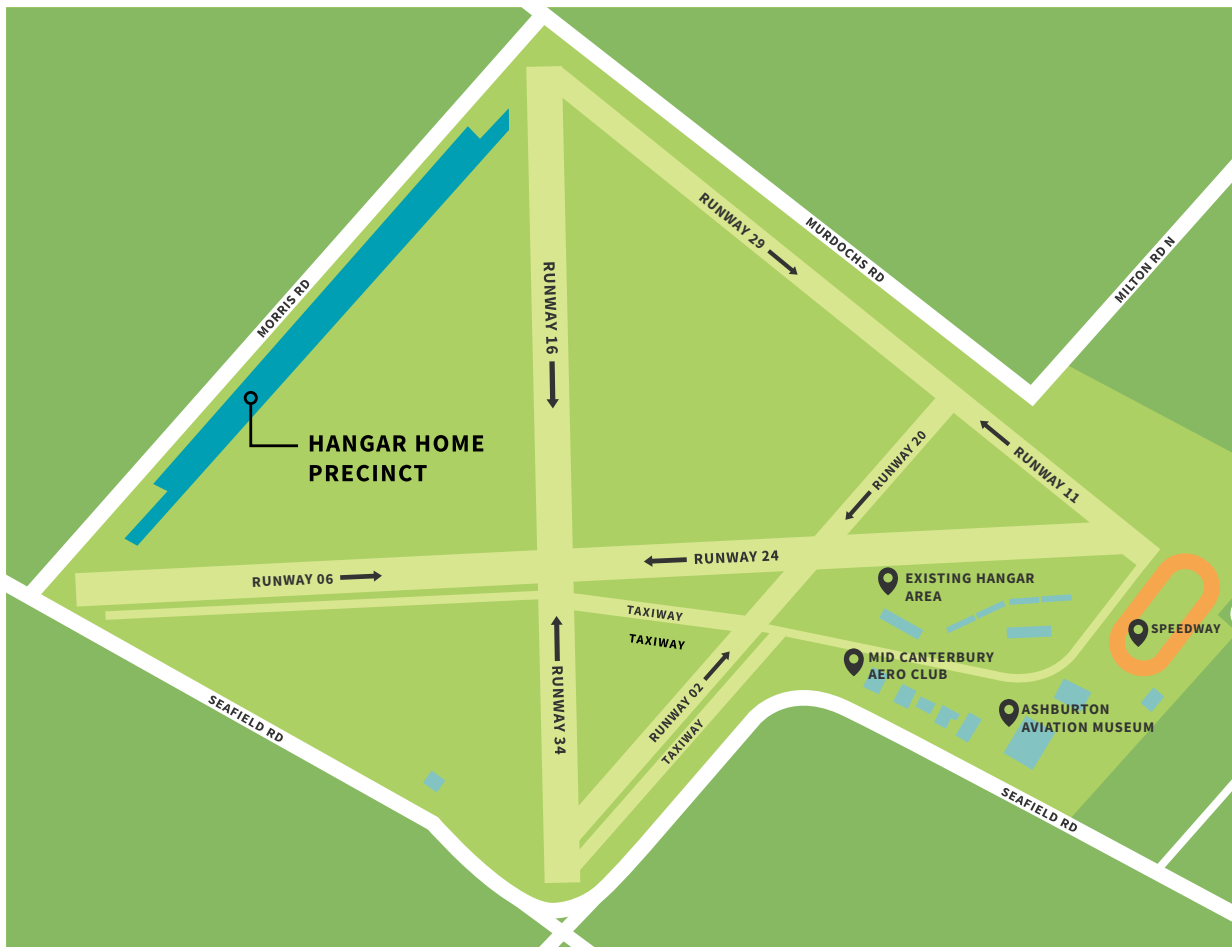 RUNWAY 29
MURDOCHS RD
MILTON RD N
MORRIS RD
RUNWAY 16
HANGAR HOME
PRECINCT
RUNWAY 20
RUNWAY 11
RUNWAY 24
RUNWAY 06
EXISTING HANGAR
AREA
TAXIWAY
TAXIWAY
SPEEDWAY
MID CANTERBURY
AERO CLUB
RUNWAY 02
TAXIWAY
RUNWAY 34
ASHBURTON
AVIATION MUSEUM
SEAFIELD RD
SEAFIELD RD